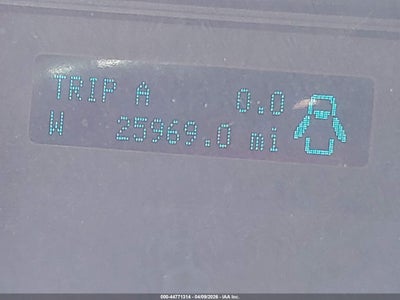 TRIP A 0.0
W 25969.0 mi
000-44771314 - 04/09/2026 - IAA Inc.